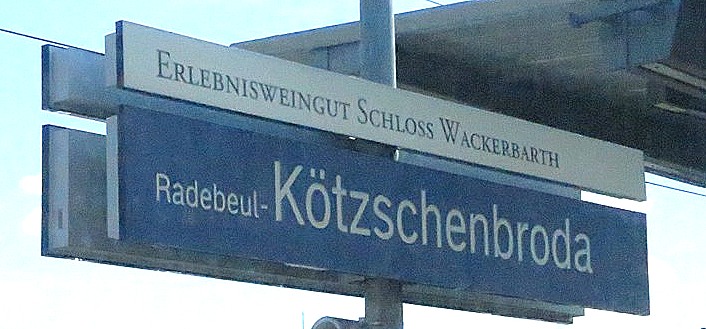 Erlebnisweingut Schloss Wackerbarth
Radebeul-Kötzschenbroda